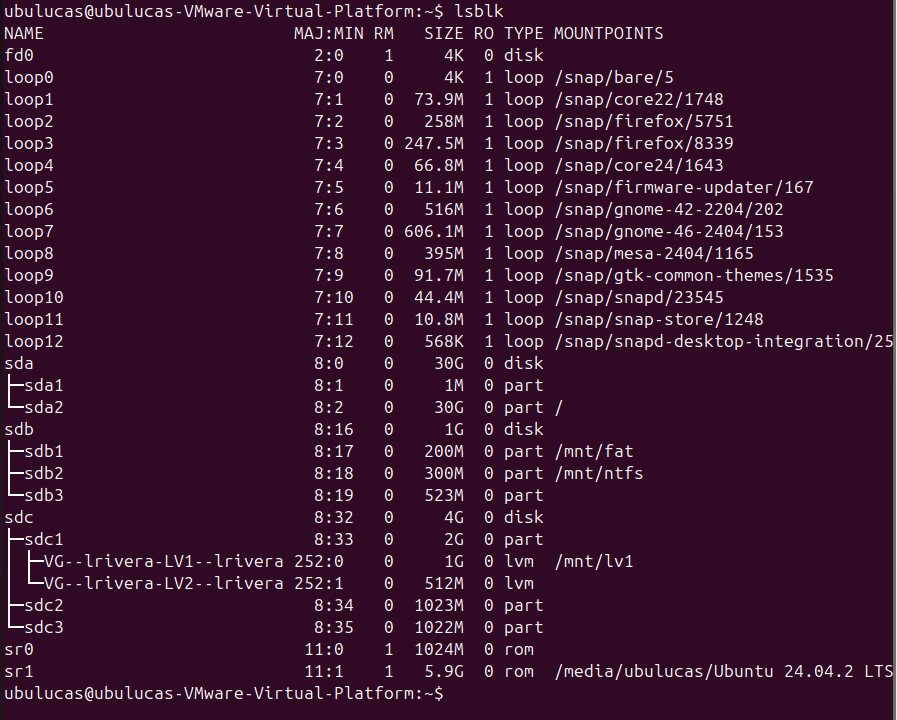 ubulucas@ubulucas-VMware-Virtual-Platform:~$ lsblk
NAME                         MAJ:MIN RM   SIZE RO TYPE MOUNTPOINTS
fd0                            2:0    1     4K  0 disk
loop0                          7:0    0     4K  1 loop /snap/bare/5
loop1                          7:1    0  73.9M  1 loop /snap/core22/1748
loop2                          7:2    0   258M  1 loop /snap/firefox/5751
loop3                          7:3    0 247.5M  1 loop /snap/firefox/8339
loop4                          7:4    0  66.8M  1 loop /snap/core24/1643
loop5                          7:5    0  11.1M  1 loop /snap/firmware-updater/167
loop6                          7:6    0   516M  1 loop /snap/gnome-42-2204/202
loop7                          7:7    0 606.1M  1 loop /snap/gnome-46-2404/153
loop8                          7:8    0   395M  1 loop /snap/mesa-2404/1165
loop9                          7:9    0  91.7M  1 loop /snap/gtk-common-themes/1535
loop10                         7:10   0  44.4M  1 loop /snap/snapd/23545
loop11                         7:11   0  10.8M  1 loop /snap/snap-store/1248
loop12                         7:12   0   568K  1 loop /snap/snapd-desktop-integration/25
sda                            8:0    0    30G  0 disk
├─sda1                         8:1    0     1M  0 part
└─sda2                         8:2    0    30G  0 part /
sdb                            8:16   0     1G  0 disk
├─sdb1                         8:17   0   200M  0 part /mnt/fat
├─sdb2                         8:18   0   300M  0 part /mnt/ntfs
└─sdb3                         8:19   0   523M  0 part
sdc                            8:32   0     4G  0 disk
├─sdc1                         8:33   0     2G  0 part
│ ├─VG--lrivera-LV1--lrivera 252:0    0     1G  0 lvm  /mnt/lv1
│ └─VG--lrivera-LV2--lrivera 252:1    0   512M  0 lvm
├─sdc2                         8:34   0  1023M  0 part
└─sdc3                         8:35   0  1022M  0 part
sr0                           11:0    1  1024M  0 rom
sr1                           11:1    1   5.9G  0 rom  /media/ubulucas/Ubuntu 24.04.2 LTS
ubulucas@ubulucas-VMware-Virtual-Platform:~$